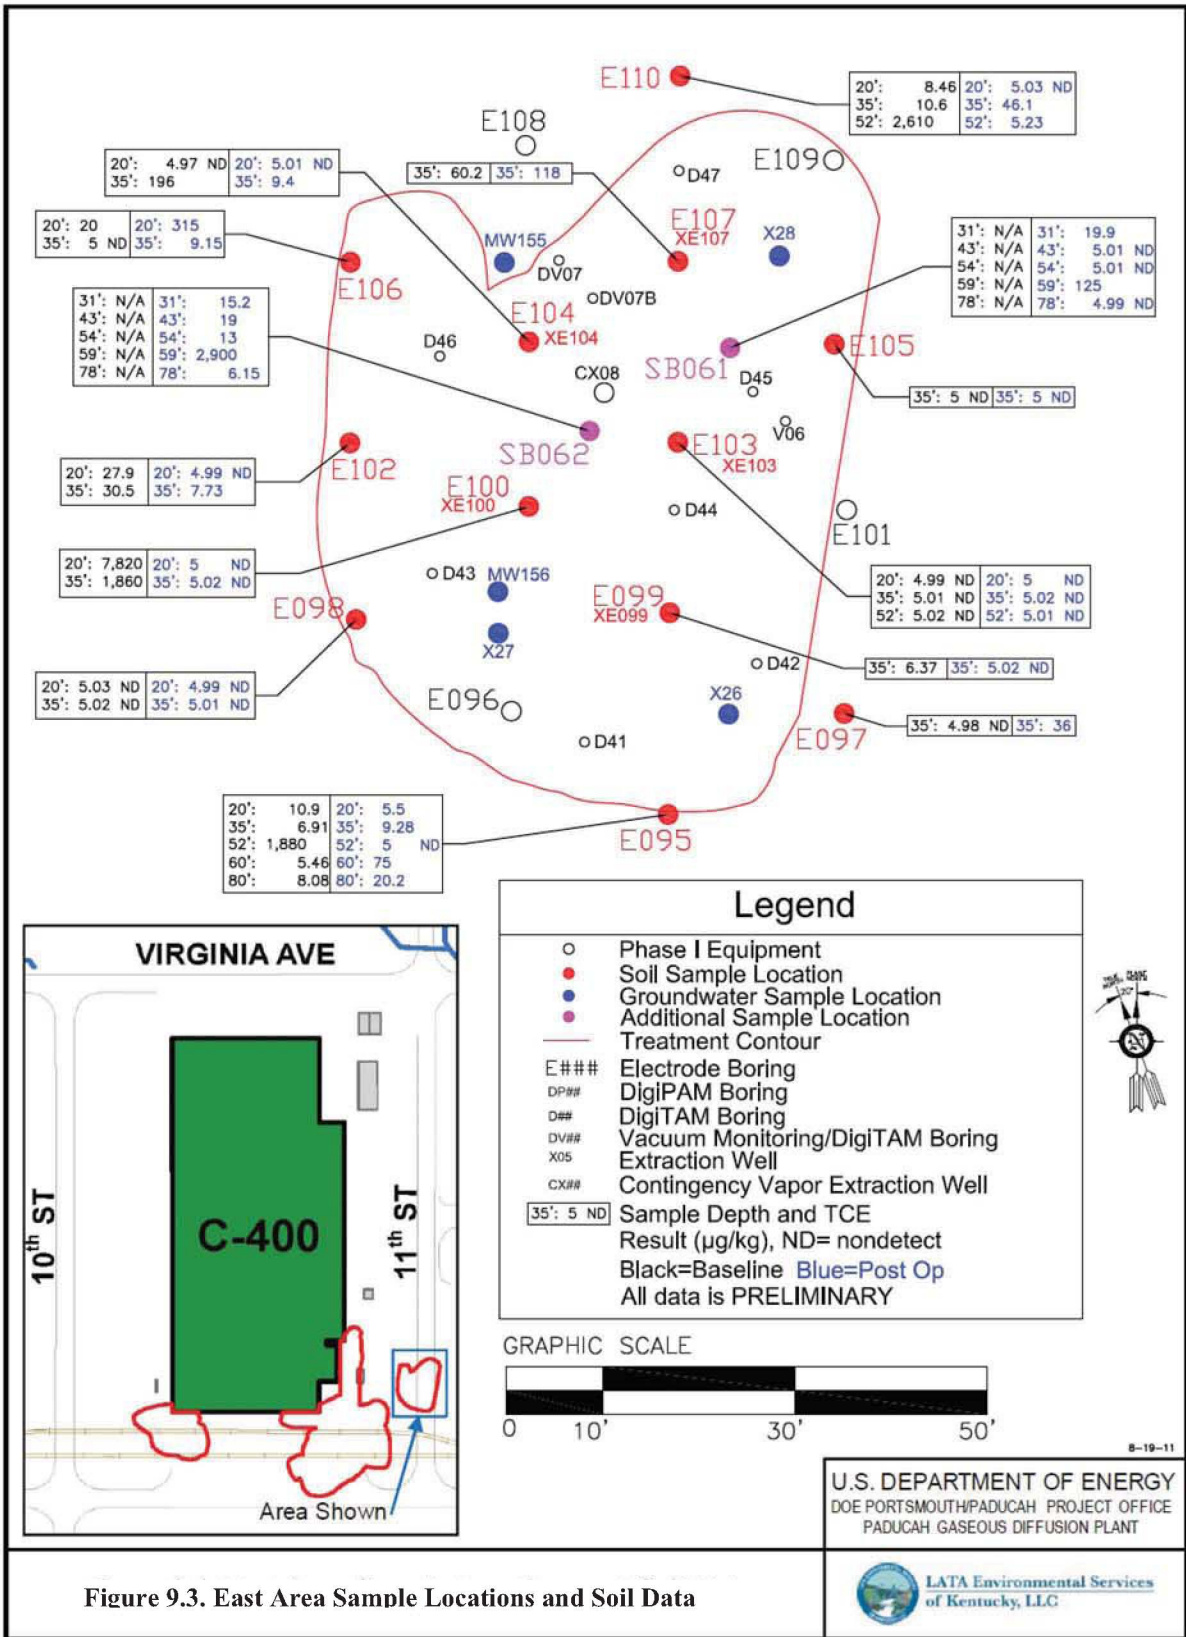 E110
20': 8.46 20': 5.03 ND
35': 10.6 35': 46.1
52': 2,610 52': 5.23
E108
E109
20': 4.97 ND 20': 5.01 ND
35': 196 35': 9.4
35': 60.2 35': 118
D47
20': 20 20': 315
35': 5 ND 35': 9.15
E107
XE107
X28
MW155
DV07
31': N/A 31': 19.9
43': N/A 43': 5.01 ND
54': N/A 54': 5.01 ND
59': N/A 59': 125
78': N/A 78': 4.99 ND
E106
DV07B
31': N/A 31': 15.2
43': N/A 43': 19
54': N/A 54': 13
59': N/A 59': 2,900
78': N/A 78': 6.15
E104
XE104
D46
E105
SB061
CX08
D45
35': 5 ND 35': 5 ND
V06
E102
SB062
E103
XE103
20': 27.9 20': 4.99 ND
35': 30.5 35': 7.73
E100
XE100
D44
E101
20': 7,820 20': 5 ND
35': 1,860 35': 5.02 ND
D43
MW156
20': 4.99 ND 20': 5 ND
35': 5.01 ND 35': 5.02 ND
52': 5.02 ND 52': 5.01 ND
E098
E099
XE099
X27
D42
35': 6.37 35': 5.02 ND
20': 5.03 ND 20': 4.99 ND
35': 5.02 ND 35': 5.01 ND
E096
X26
E097
35': 4.98 ND 35': 36
D41
20': 10.9 20': 5.5
35': 6.91 35': 9.28
52': 1,880 52': 5 ND
60': 5.46 60': 75
80': 8.08 80': 20.2
E095
Legend
Phase I Equipment
Soil Sample Location
Groundwater Sample Location
Additional Sample Location
Treatment Contour
E### Electrode Boring
DP## DigiPAM Boring
D## DigiTAM Boring
DV## Vacuum Monitoring/DigiTAM Boring
X05 Extraction Well
CX## Contingency Vapor Extraction Well
35': 5 ND Sample Depth and TCE
Result (µg/kg), ND= nondetect
Black=Baseline Blue=Post Op
All data is PRELIMINARY
VIRGINIA AVE
10th ST
C-400
11th ST
Area Shown
TRUE NORTH
PLANT NORTH
20°
GRAPHIC SCALE
0 10' 30' 50'
8-19-11
U.S. DEPARTMENT OF ENERGY
DOE PORTSMOUTH/PADUCAH PROJECT OFFICE
PADUCAH GASEOUS DIFFUSION PLANT
Figure 9.3. East Area Sample Locations and Soil Data
LATA Environmental Services
of Kentucky, LLC